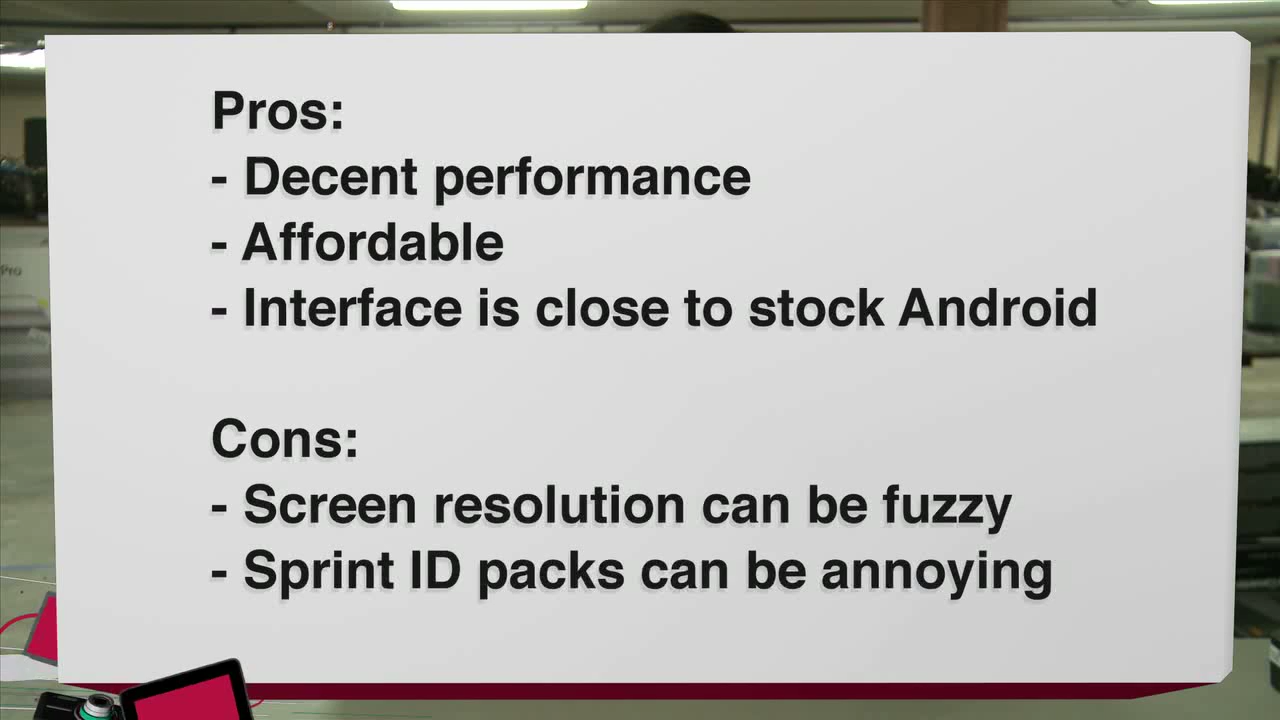 Pros:
- Decent performance
- Affordable
- Interface is close to stock Android
Cons:
- Screen resolution can be fuzzy
- Sprint ID packs can be annoying
Pro